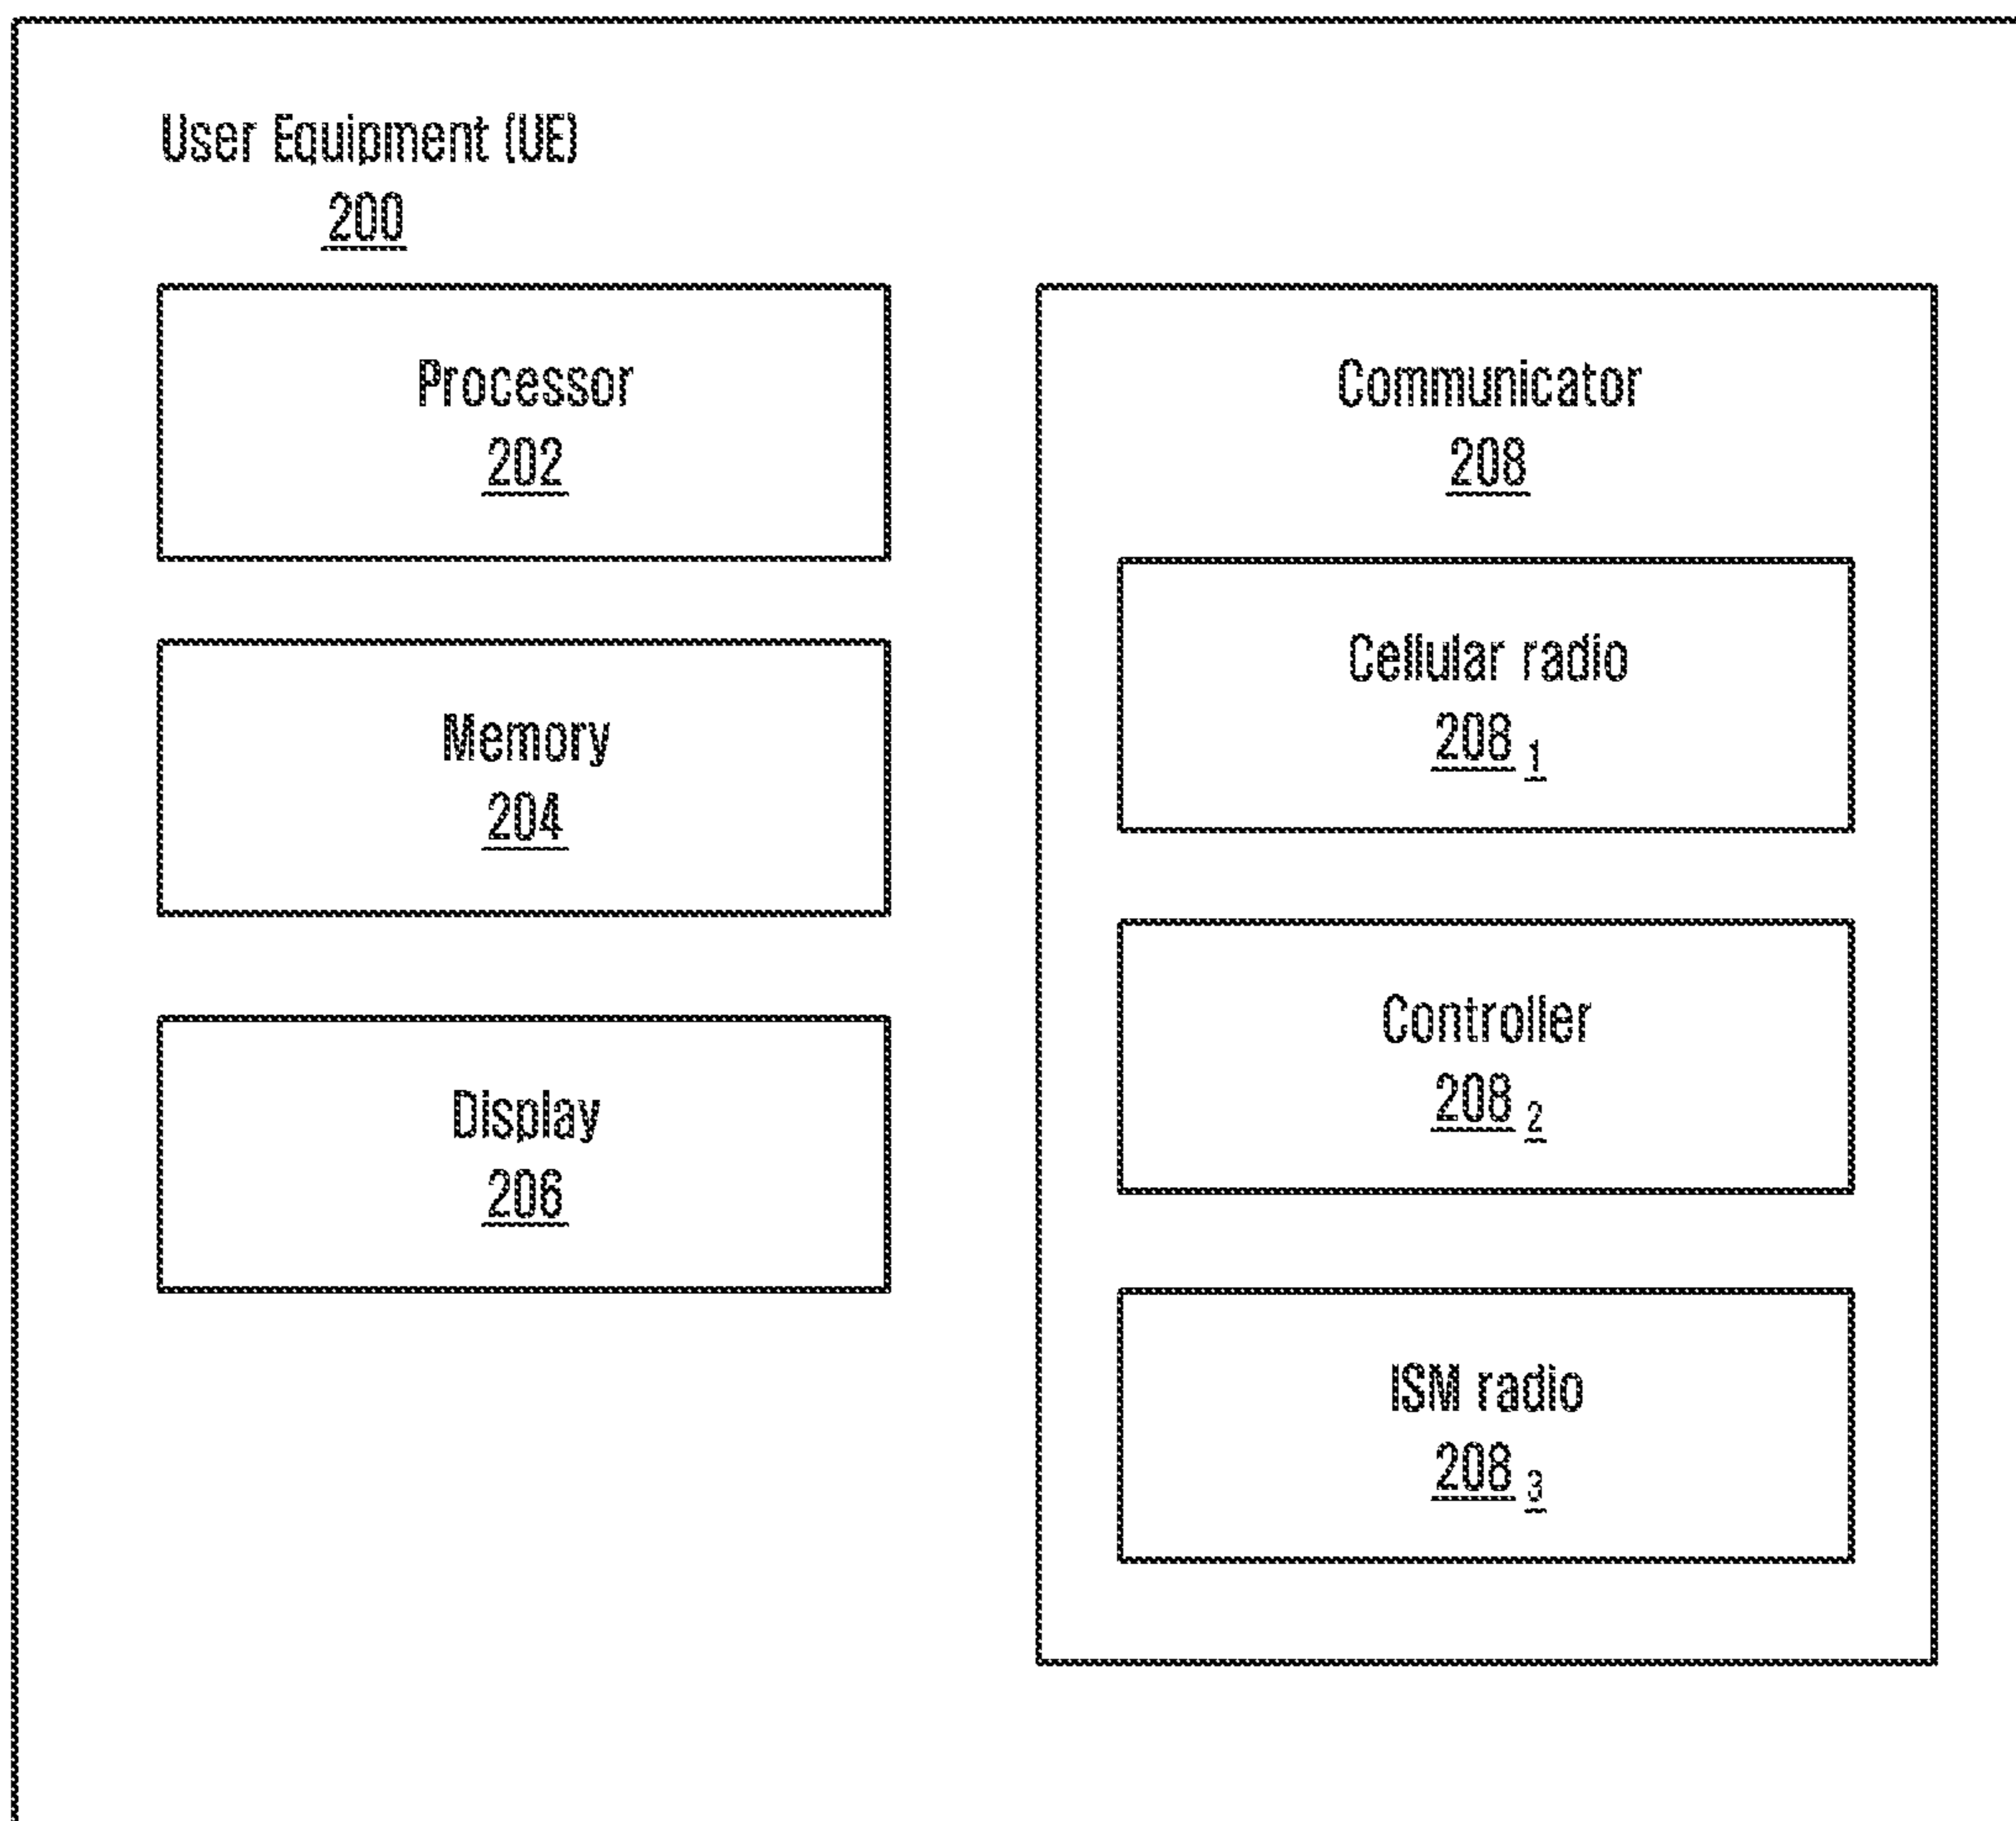 User Equipment (UE)
200
Processor
202
Memory
204
Display
206
Communicator
208
Cellular radio
208 1
Controller
208 2
ISM radio
208 3